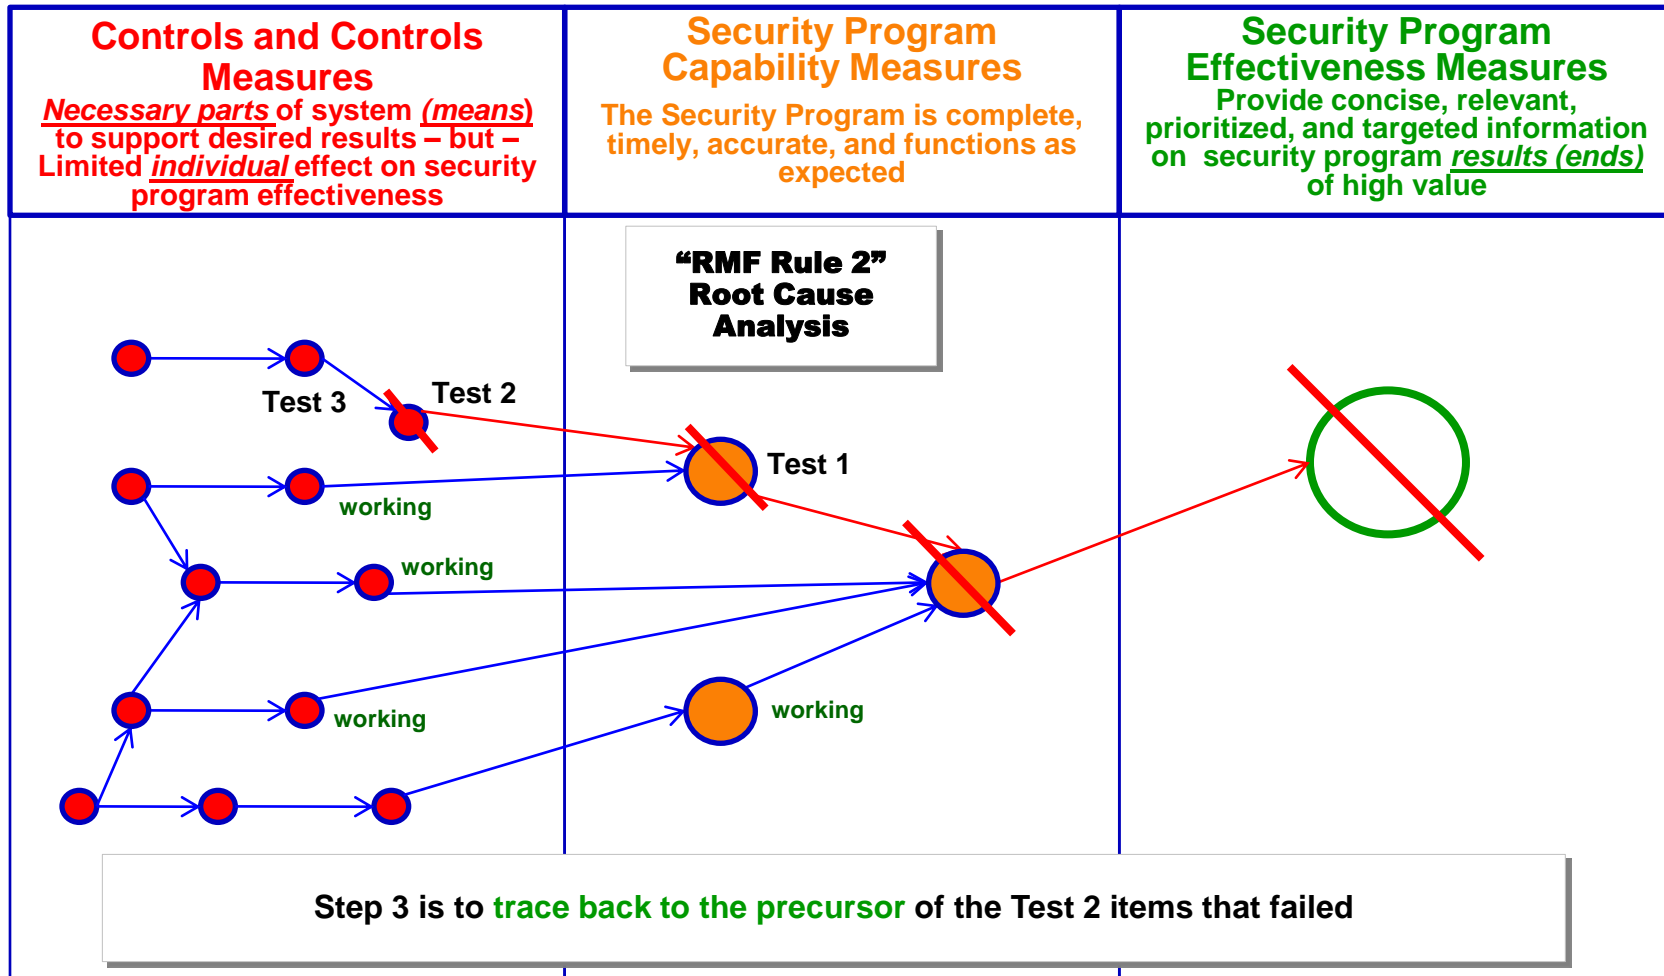 Controls and Controls
Measures
Necessary parts of system (means)
to support desired results – but –
Limited individual effect on security
program effectiveness
Security Program
Capability Measures
The Security Program is complete,
timely, accurate, and functions as
expected
Security Program
Effectiveness Measures
Provide concise, relevant,
prioritized, and targeted information
on security program results (ends)
of high value
“RMF Rule 2”
Root Cause
Analysis
Test 3
Test 2
Test 1
working
working
working
working
Step 3 is to trace back to the precursor of the Test 2 items that failed